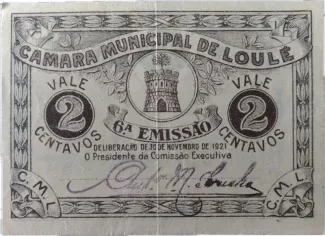 CAMARA MUNICIPAL DE LOULÉ
VALE 2 CENTAVOS
VALE 2 CENTAVOS
6ª EMISSÃO
DELIBERAÇÃO DE 30 DE NOVEMBRO DE 1921
O Presidente da Comissão Executiva
C.M.L.
C.M.L.